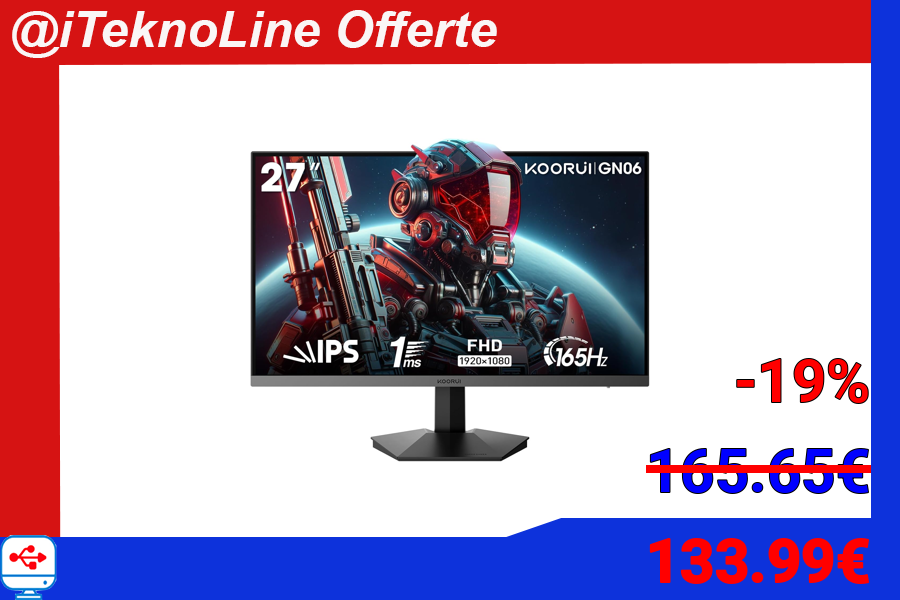 @iTeknoLine Offerte
27"
KOORUI | GN06
IPS
1ms
FHD
1920×1080
165Hz
KOORUI
-19%
165.65€
133.99€